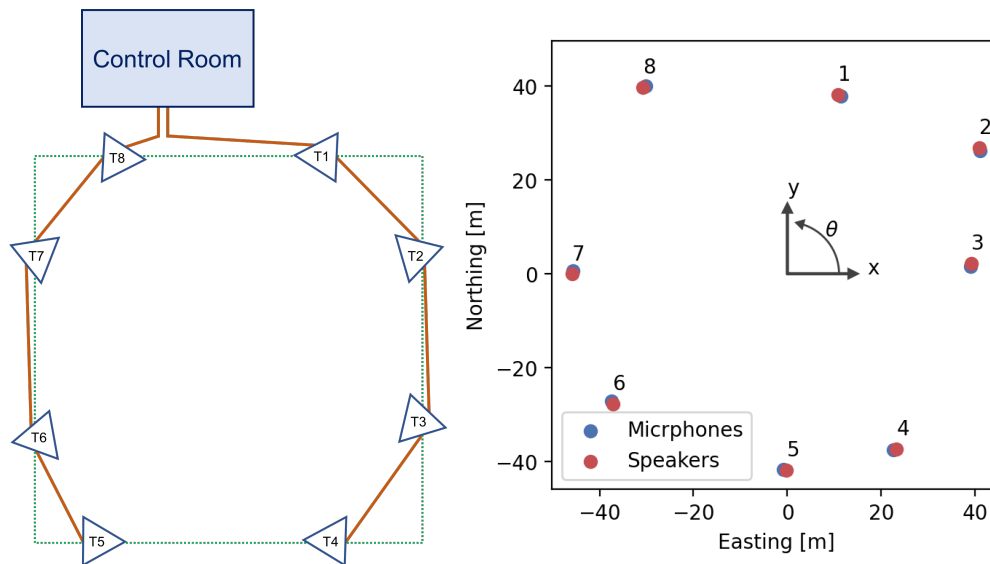 Control Room
T8
T1
T7
T2
T6
T3
T5
T4
Northing [m]
40
20
0
−20
−40
8
1
2
y
θ
x
7
3
6
4
5
Micrphones
Speakers
−40
−20
0
20
40
Easting [m]